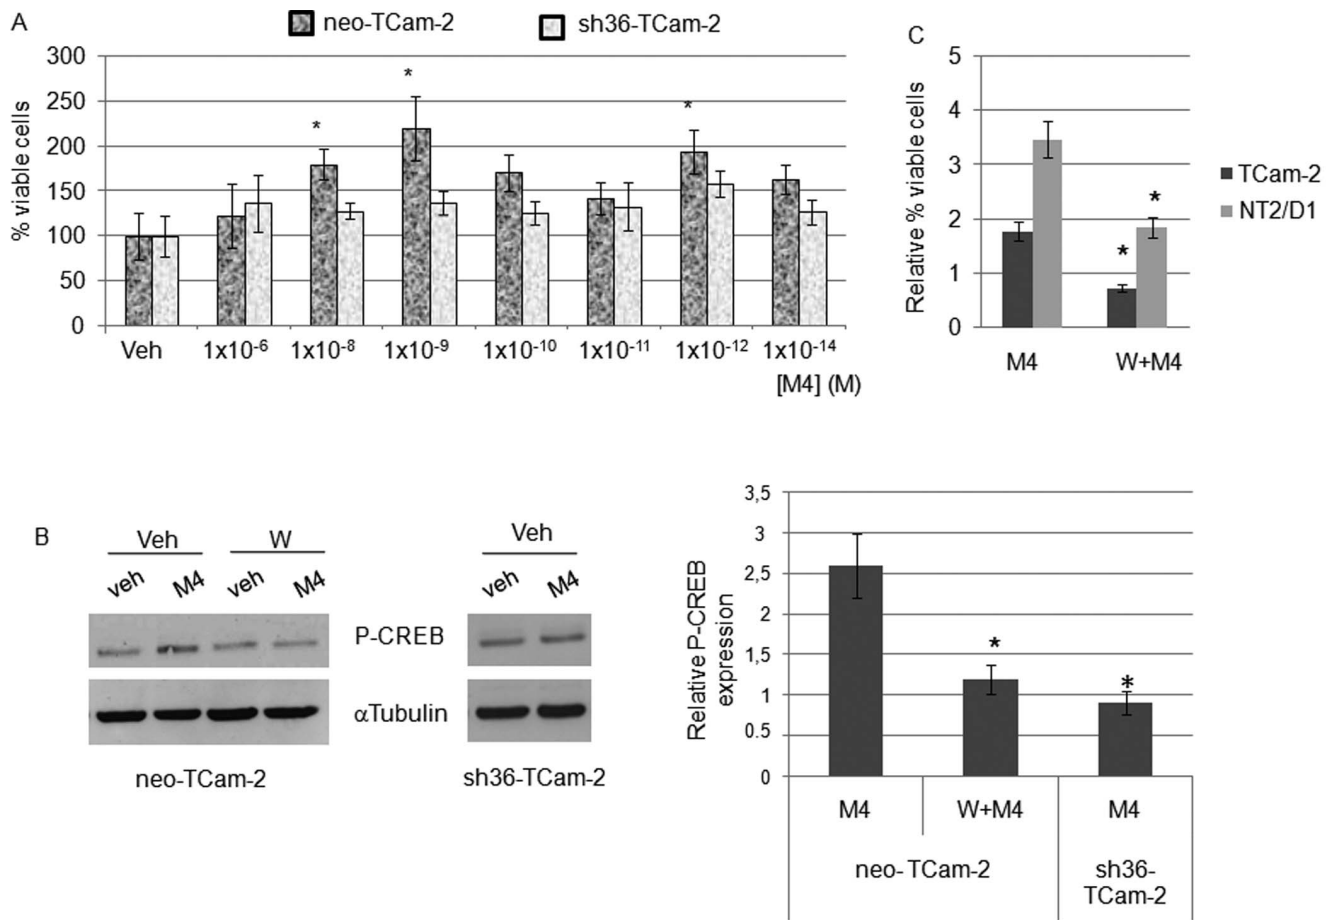 A
neo-TCam-2 sh36-TCam-2
300
250
200
150
100
50
0
% viable cells
* * *
Veh 1x10⁻⁶ 1x10⁻⁸ 1x10⁻⁹ 1x10⁻¹⁰ 1x10⁻¹¹ 1x10⁻¹² 1x10⁻¹⁴
[M4] (M)
C
5
4
3
2
1
0
Relative % viable cells
* *
M4 W+M4
TCam-2
NT2/D1
B
Veh W
veh M4 veh M4
Veh
veh M4
P-CREB
αTubulin
neo-TCam-2
sh36-TCam-2
3,5
3
2,5
2
1,5
1
0.5
0
Relative P-CREB
expression
* *
M4 W+M4 M4
neo- TCam-2
sh36-
TCam-2